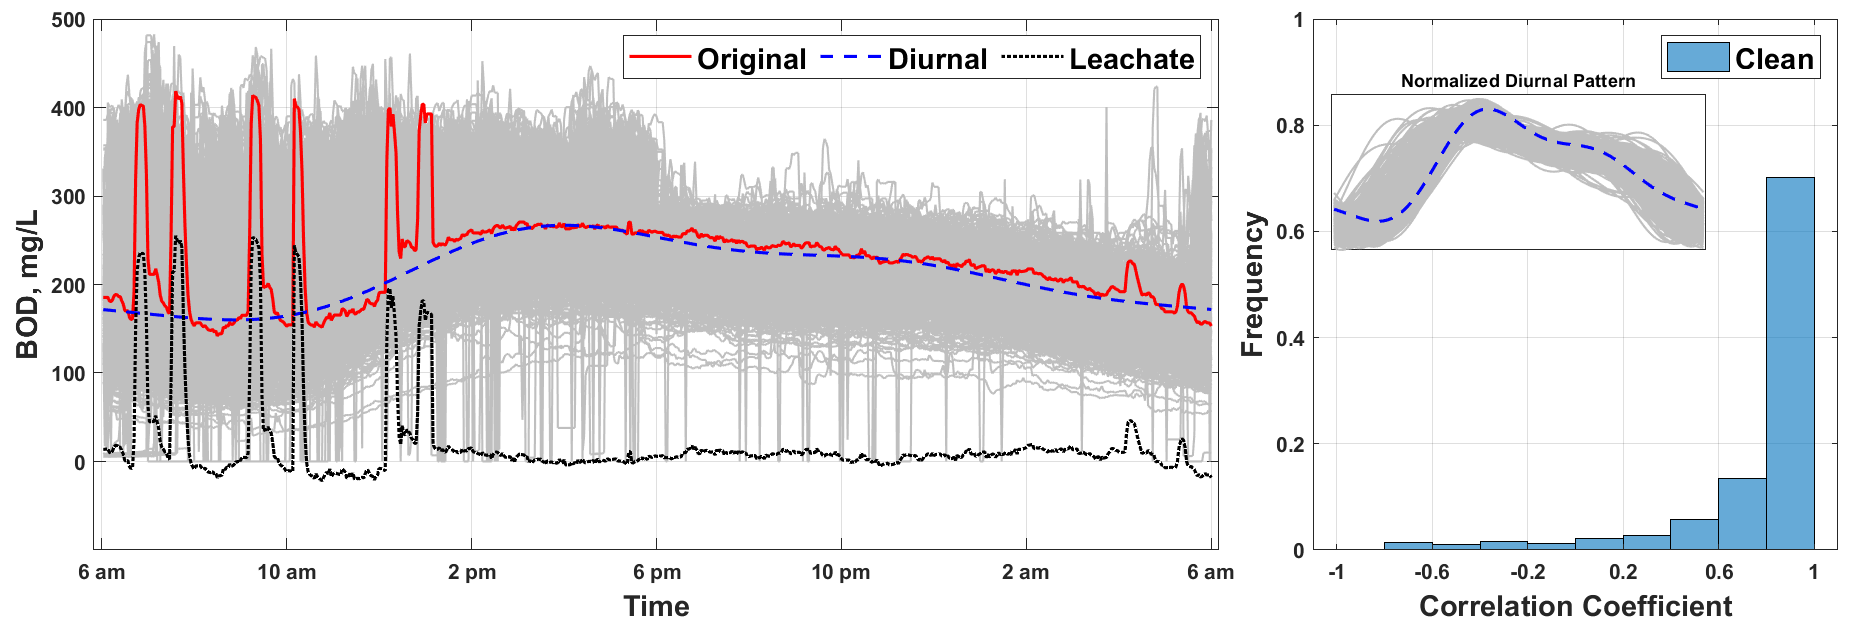 500
400
300
200
100
0
BOD, mg/L
Original Diurnal Leachate
6 am 10 am 2 pm 6 pm 10 pm 2 am 6 am
Time
1
0.8
0.6
0.4
0.2
0
Frequency
Clean
Normalized Diurnal Pattern
-1 -0.6 -0.2 0.2 0.6 1
Correlation Coefficient